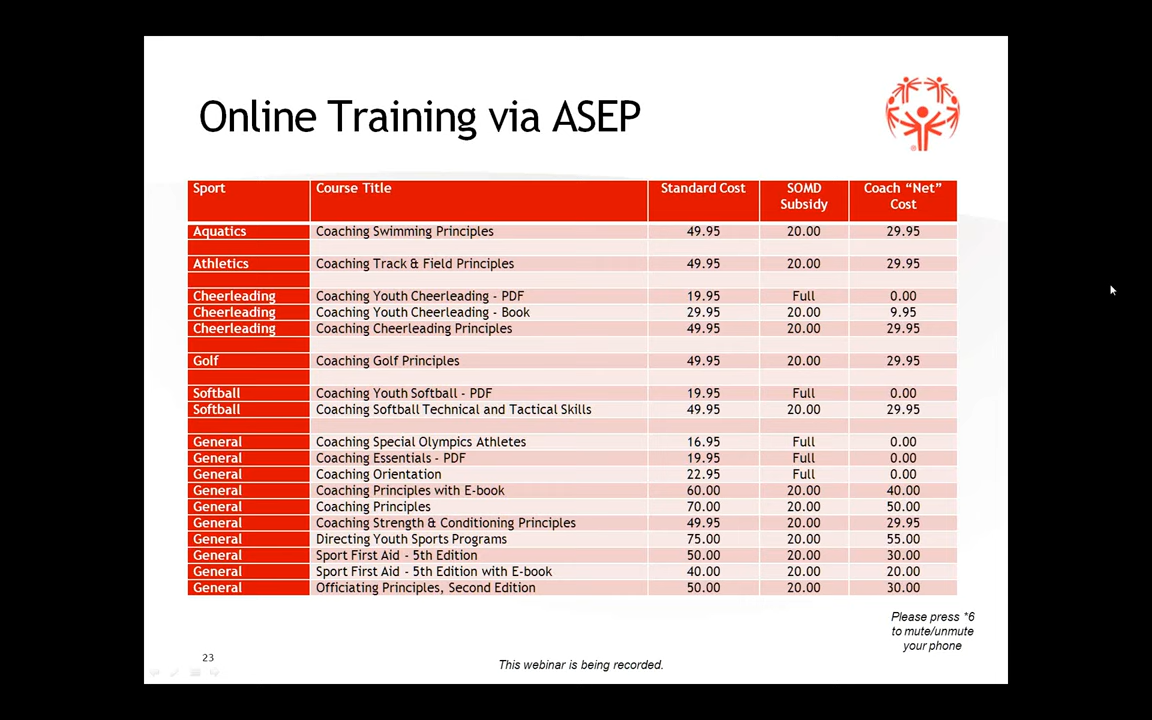 Online Training via ASEP
Sport Course Title Standard Cost SOMD Subsidy Coach “Net” Cost
Aquatics Coaching Swimming Principles 49.95 20.00 29.95
Athletics Coaching Track & Field Principles 49.95 20.00 29.95
Cheerleading Coaching Youth Cheerleading - PDF 19.95 Full 0.00
Cheerleading Coaching Youth Cheerleading - Book 29.95 20.00 9.95
Cheerleading Coaching Cheerleading Principles 49.95 20.00 29.95
Golf Coaching Golf Principles 49.95 20.00 29.95
Softball Coaching Youth Softball - PDF 19.95 Full 0.00
Softball Coaching Softball Technical and Tactical Skills 49.95 20.00 29.95
General Coaching Special Olympics Athletes 16.95 Full 0.00
General Coaching Essentials - PDF 19.95 Full 0.00
General Coaching Orientation 22.95 Full 0.00
General Coaching Principles with E-book 60.00 20.00 40.00
General Coaching Principles 70.00 20.00 50.00
General Coaching Strength & Conditioning Principles 49.95 20.00 29.95
General Directing Youth Sports Programs 75.00 20.00 55.00
General Sport First Aid - 5th Edition 50.00 20.00 30.00
General Sport First Aid - 5th Edition with E-book 40.00 20.00 20.00
General Officiating Principles, Second Edition 50.00 20.00 30.00
Please press *6
to mute/unmute
your phone
23
This webinar is being recorded.